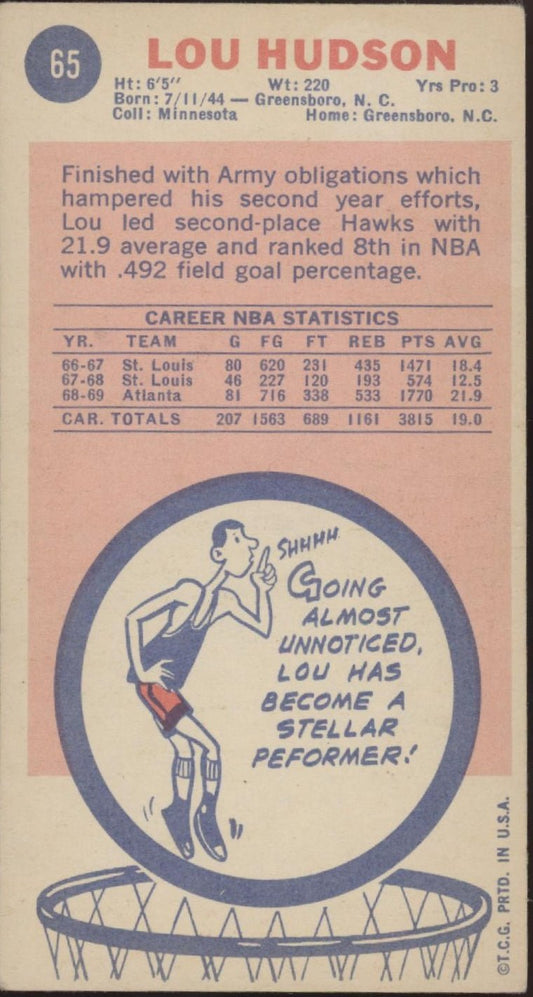 65
LOU HUDSON
Ht: 6'5" Wt: 220 Yrs Pro: 3
Born: 7/11/44 — Greensboro, N. C.
Coll: Minnesota Home: Greensboro, N.C.
Finished with Army obligations which
hampered his second year efforts,
Lou led second-place Hawks with
21.9 average and ranked 8th in NBA
with .492 field goal percentage.
CAREER NBA STATISTICS
YR. TEAM G FG FT REB PTS AVG
66-67 St. Louis 80 620 231 435 1471 18.4
67-68 St. Louis 46 227 120 193 574 12.5
68-69 Atlanta 81 716 338 533 1770 21.9
CAR. TOTALS 207 1563 689 1161 3815 19.0
SHHHH
GOING
ALMOST
UNNOTICED,
LOU HAS
BECOME A
STELLAR
PEFORMER!
©T.C.G. PRTD. IN U.S.A.